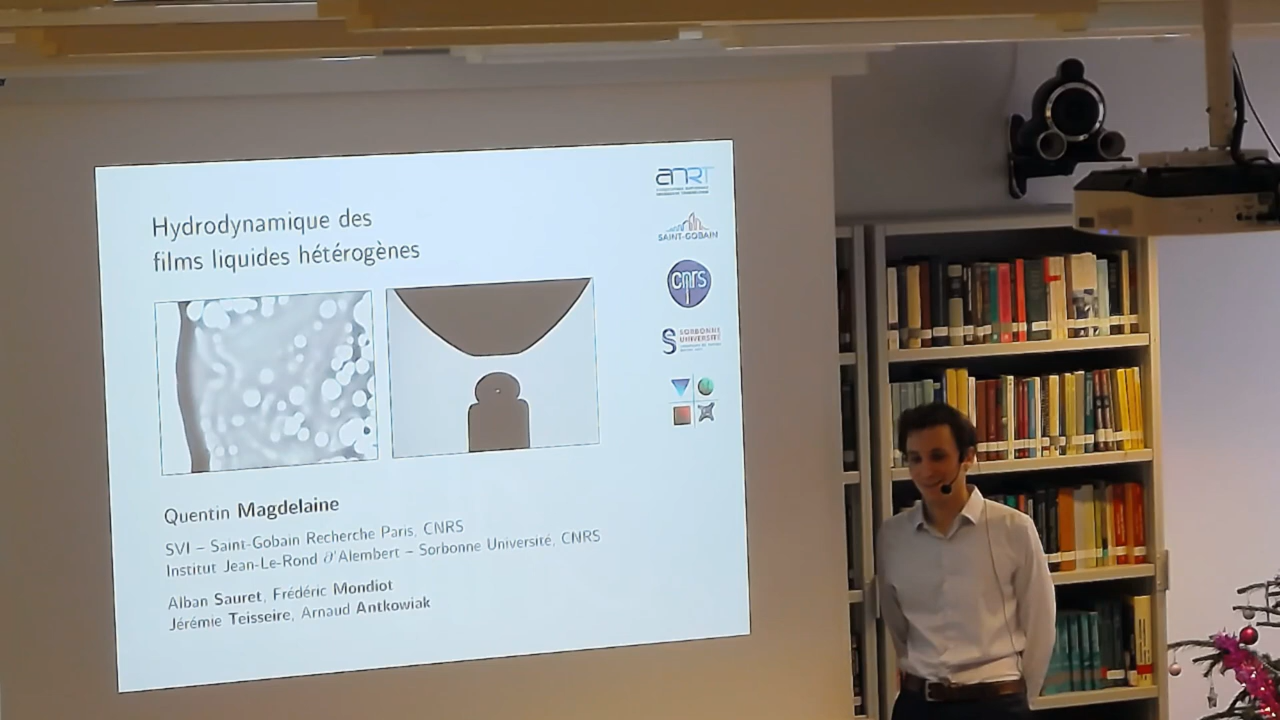 Hydrodynamique des
films liquides hétérogènes
anrt
SAINT-GOBAIN
cnrs
SORBONNE
UNIVERSITÉ
Quentin Magdelaine
SVI – Saint-Gobain Recherche Paris, CNRS
Institut Jean-Le-Rond ∂'Alembert – Sorbonne Université, CNRS
Alban Sauret, Frédéric Mondiot
Jérémie Teisseire, Arnaud Antkowiak